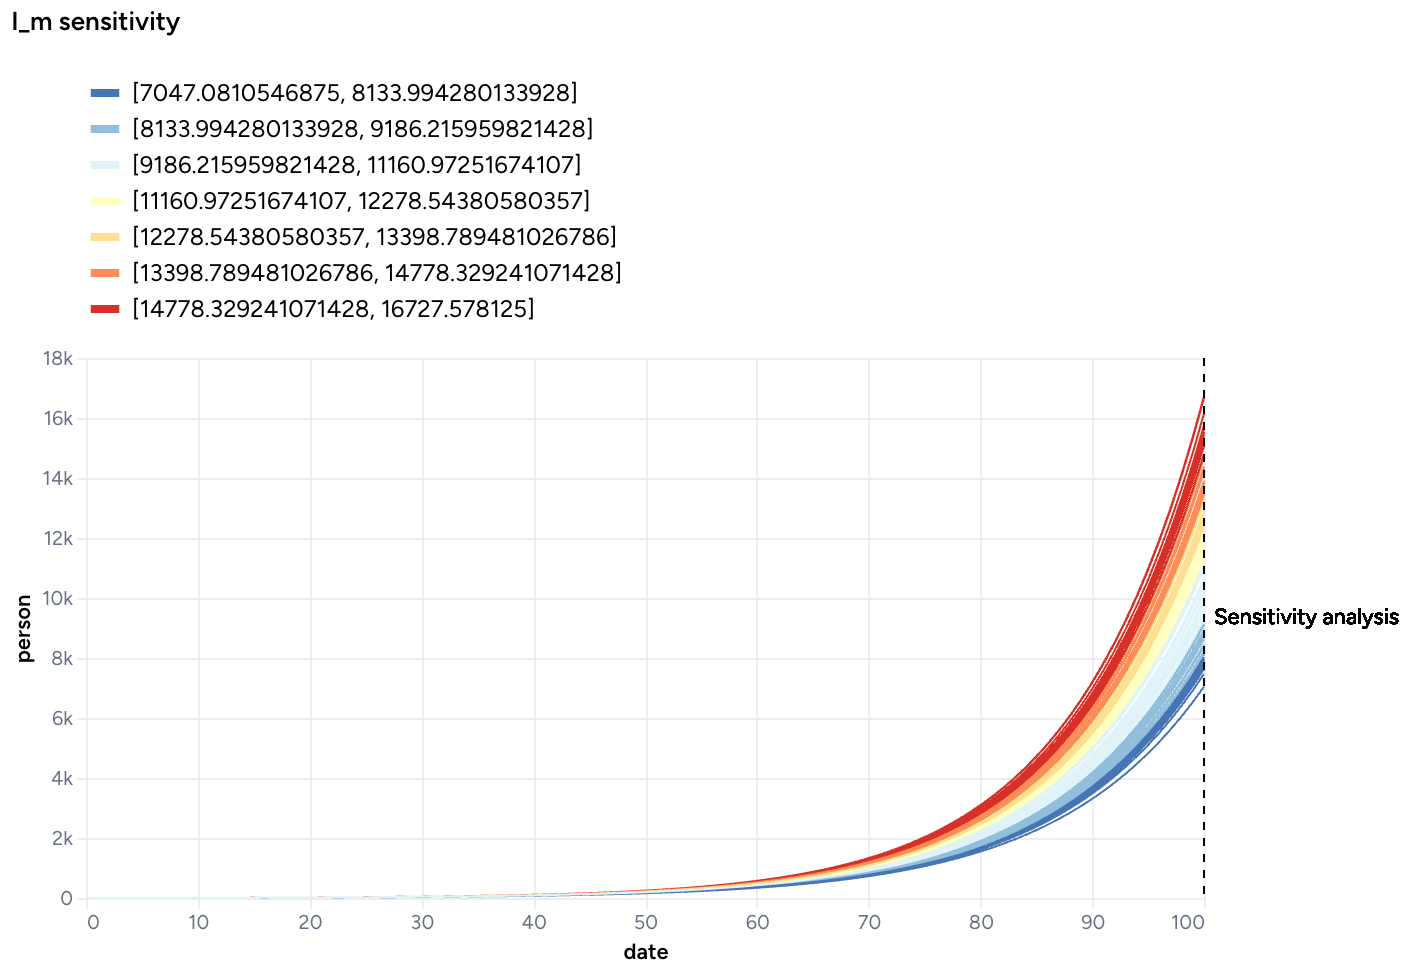 I_m sensitivity
[7047.0810546875, 8133.994280133928]
[8133.994280133928, 9186.215959821428]
[9186.215959821428, 11160.97251674107]
[11160.97251674107, 12278.54380580357]
[12278.54380580357, 13398.789481026786]
[13398.789481026786, 14778.329241071428]
[14778.329241071428, 16727.578125]
18k
16k
14k
12k
10k
8k
6k
4k
2k
0
person
Sensitivity analysis
0 10 20 30 40 50 60 70 80 90 100
date